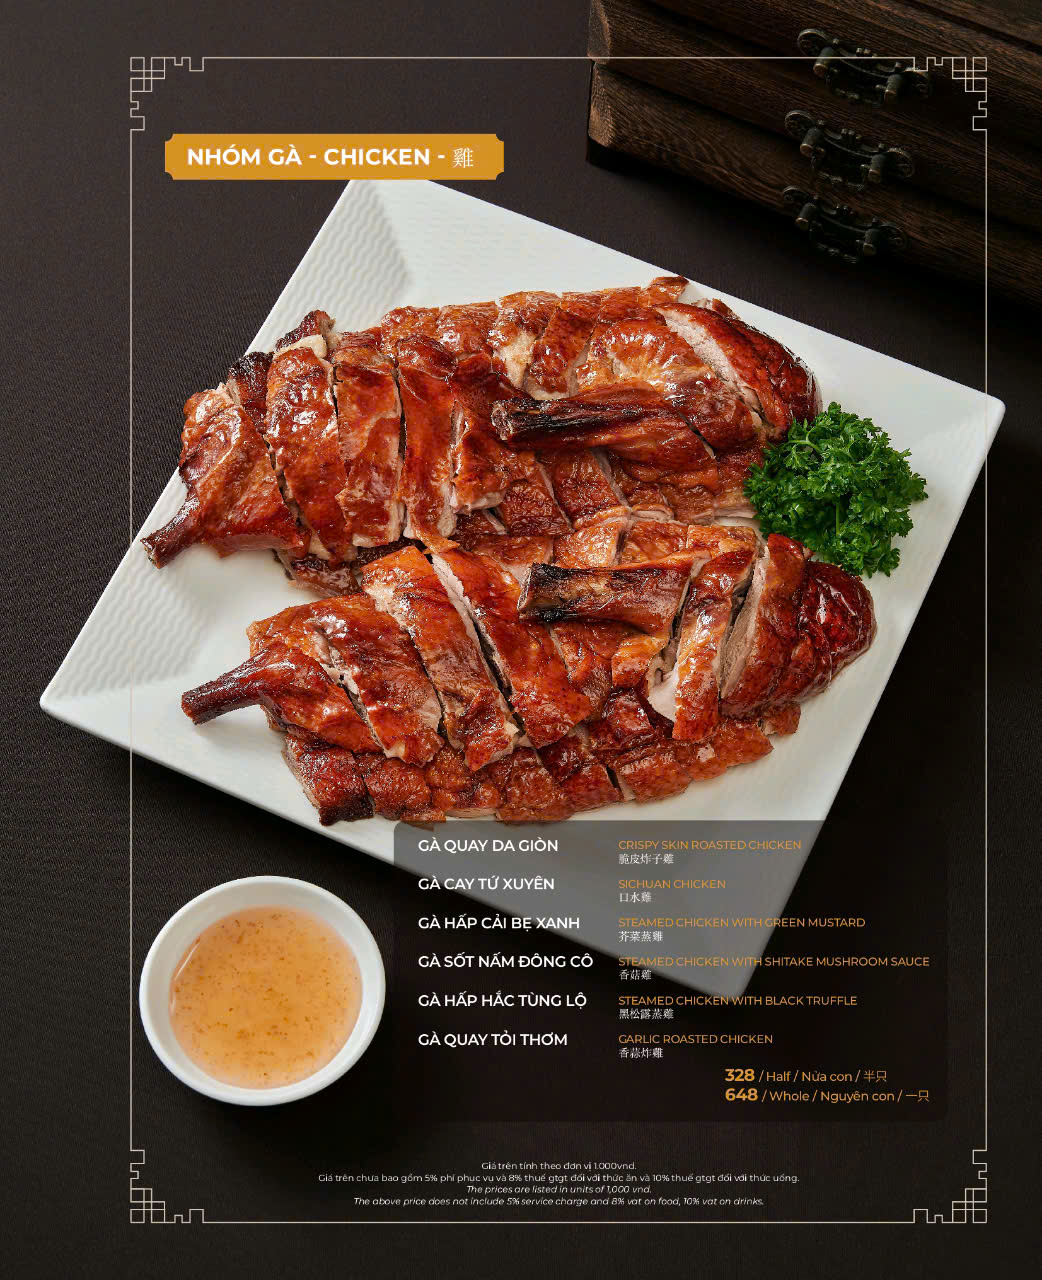 NHÓM GÀ - CHICKEN - 雞
GÀ QUAY DA GIÒN
CRISPY SKIN ROASTED CHICKEN
脆皮炸子雞
GÀ CAY TỨ XUYÊN
SICHUAN CHICKEN
口水雞
GÀ HẤP CẢI BẸ XANH
STEAMED CHICKEN WITH GREEN MUSTARD
芥菜蒸雞
GÀ SỐT NẤM ĐÔNG CÔ
STEAMED CHICKEN WITH SHITAKE MUSHROOM SAUCE
香菇雞
GÀ HẤP HẮC TÙNG LỘ
STEAMED CHICKEN WITH BLACK TRUFFLE
黑松露蒸雞
GÀ QUAY TỎI THƠM
GARLIC ROASTED CHICKEN
香蒜炸雞
328 / Half / Nửa con / 半只
648 / Whole / Nguyên con / 一只
Giá trên tính theo đơn vị 1.000vnd.
Giá trên chưa bao gồm 5% phí phục vụ và 8% thuế gtgt đối với thức ăn và 10% thuế gtgt đối với thức uống.
The prices are listed in units of 1,000 vnd.
The above price does not include 5% service charge and 8% vat on food, 10% vat on drinks.